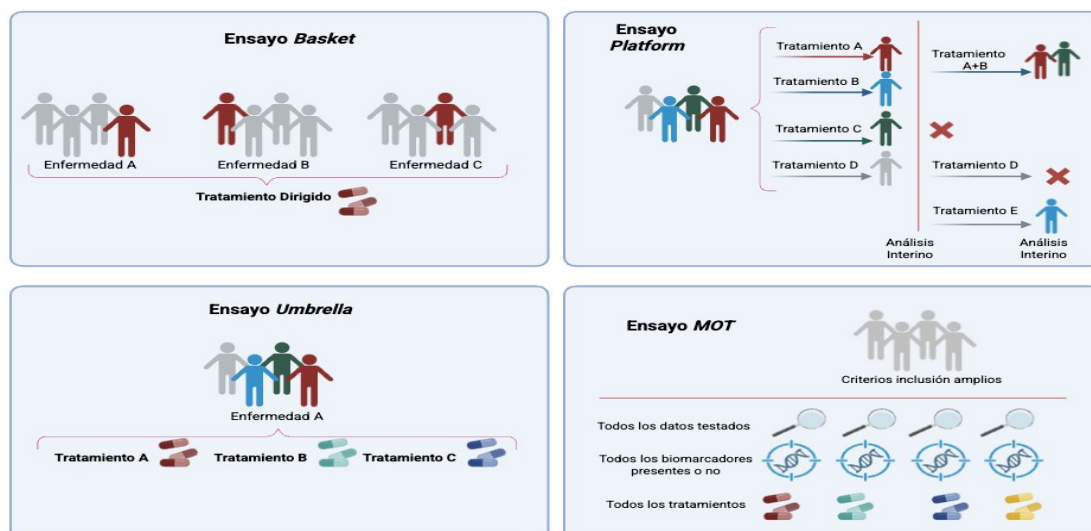 Ensayo Basket
Enfermedad A
Enfermedad B
Enfermedad C
Tratamiento Dirigido
Ensayo
Platform
Tratamiento A
Tratamiento B
Tratamiento C
Tratamiento D
Tratamiento
A+B
Tratamiento D
Tratamiento E
Análisis
Interino
Análisis
Interino
Ensayo Umbrella
Enfermedad A
Tratamiento A
Tratamiento B
Tratamiento C
Ensayo MOT
Criterios inclusión amplios
Todos los datos testados
Todos los biomarcadores
presentes o no
Todos los tratamientos